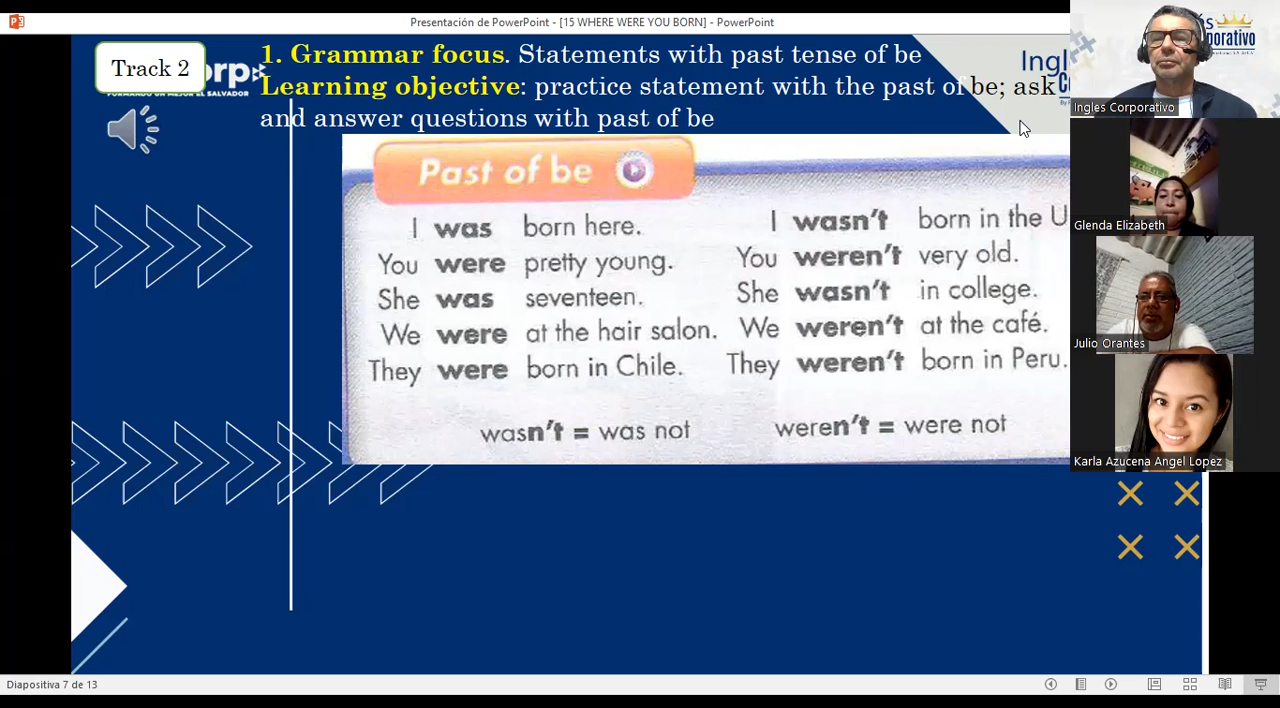 Presentación de PowerPoint - [15 WHERE WERE YOU BORN] - PowerPoint
Track 2
1. Grammar focus. Statements with past tense of be
Learning objective: practice statement with the past of be; ask
and answer questions with past of be
Past of be
I was born here.
You were pretty young.
She was seventeen.
We were at the hair salon.
They were born in Chile.
I wasn't born in the U
You weren't very old.
She wasn't in college.
We weren't at the café.
They weren't born in Peru.
wasn't = was not
weren't = were not
Ingles Corporativo
Glenda Elizabeth
Julio Orantes
Karla Azucena Angel Lopez
Diapositiva 7 de 13